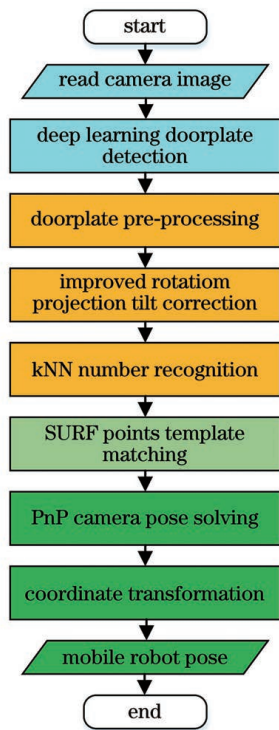 start
read camera image
deep learning doorplate
detection
doorplate pre-processing
improved rotatiom
projection tilt correction
kNN number recognition
SURF points template
matching
PnP camera pose solving
coordinate transformation
mobile robot pose
end